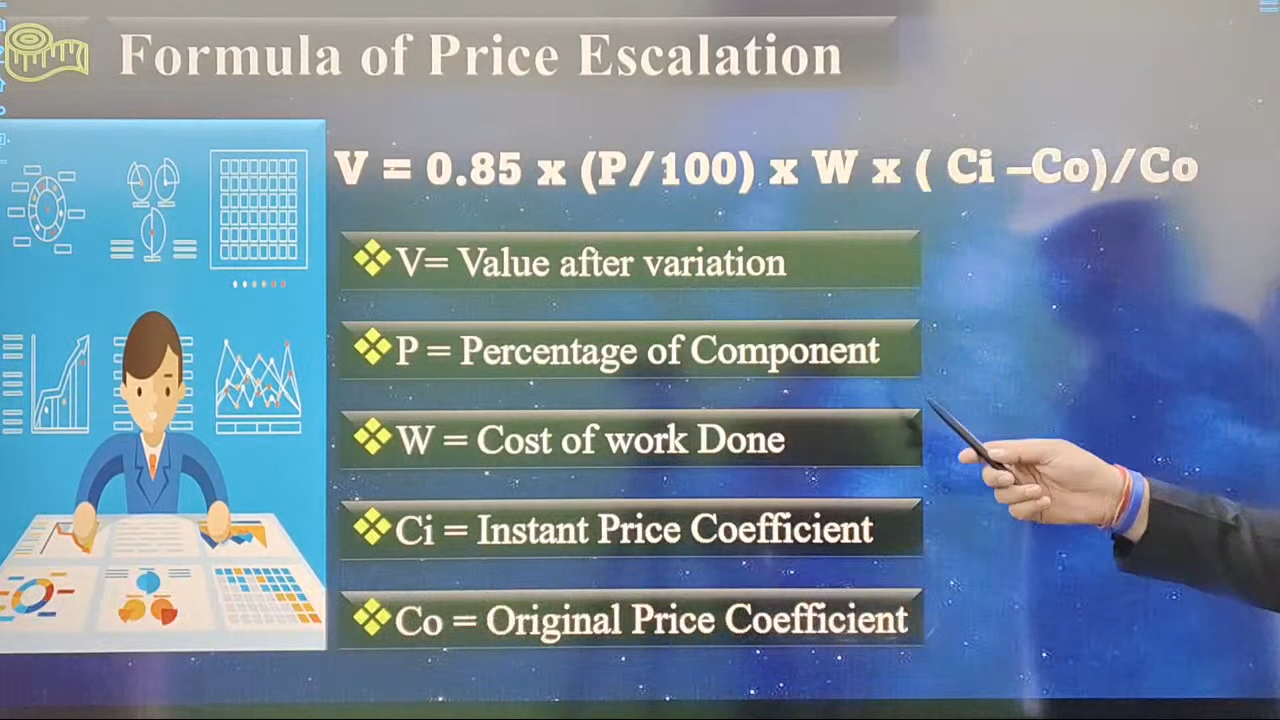 Formula of Price Escalation
V = 0.85 x (P/100) x W x ( Ci –Co)/Co
❖V= Value after variation
❖P = Percentage of Component
❖W = Cost of work Done
❖Ci = Instant Price Coefficient
❖Co = Original Price Coefficient